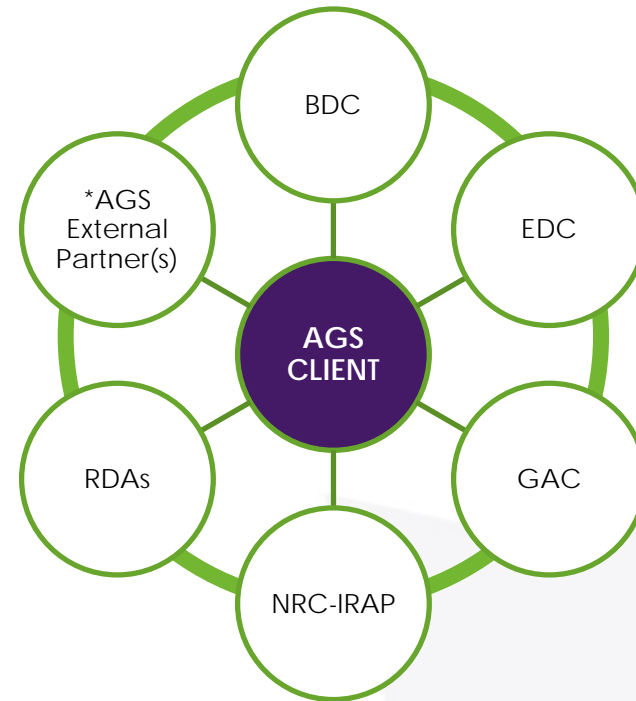 BDC
*AGS
External
Partner(s)
EDC
AGS
CLIENT
RDAs
GAC
NRC-IRAP